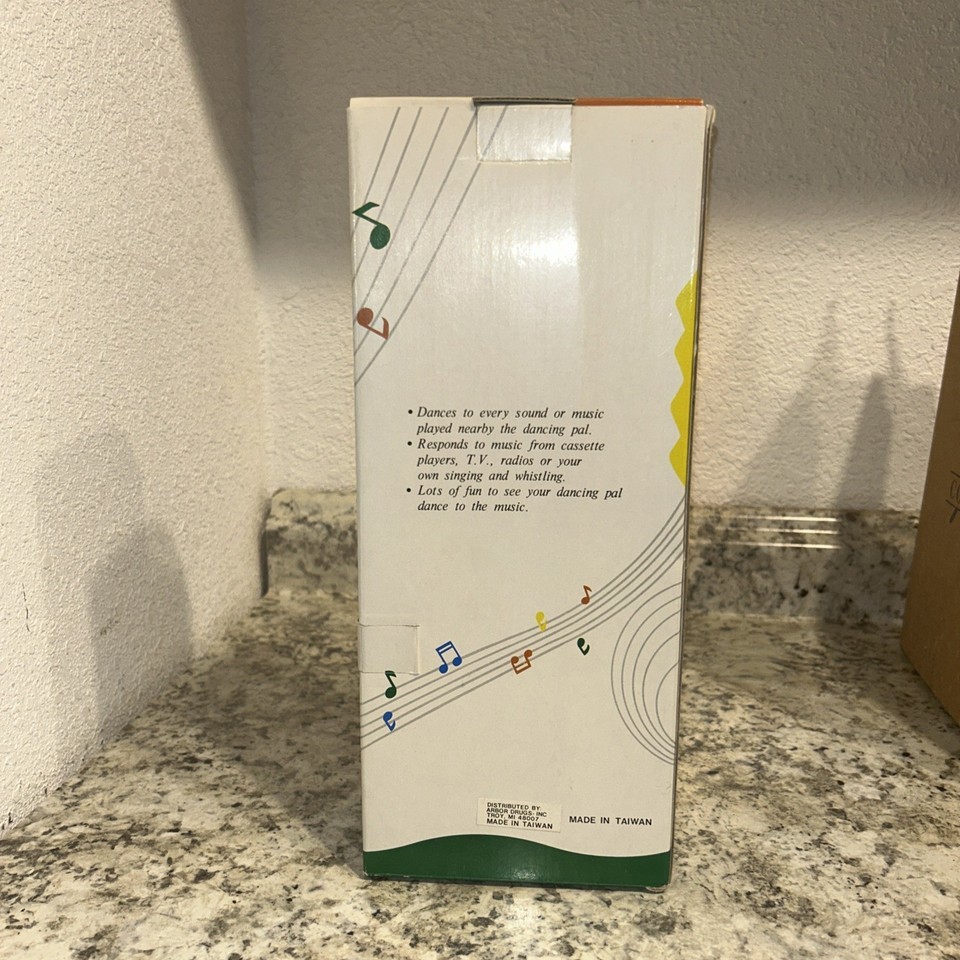 • Dances to every sound or music
played nearby the dancing pal.
• Responds to music from cassette
players, T.V., radios or your
own singing and whistling.
• Lots of fun to see your dancing pal
dance to the music.
DISTRIBUTED BY:
ARBOR DRUGS, INC
TROY, MI 48007
MADE IN TAIWAN
MADE IN TAIWAN